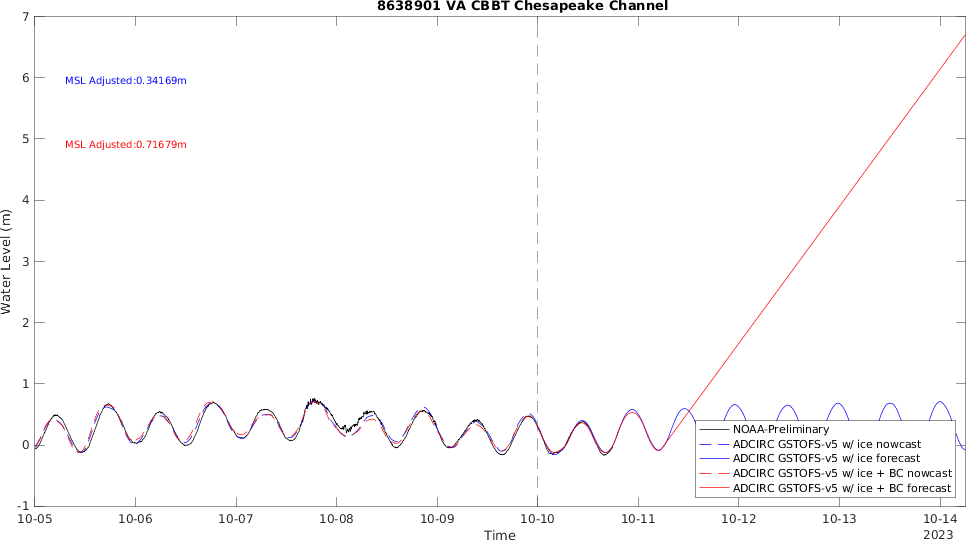 8638901 VA CBBT Chesapeake Channel
MSL Adjusted:0.34169m
MSL Adjusted:0.71679m
Water Level (m)
7
6
5
4
3
2
1
0
-1
NOAA-Preliminary
ADCIRC GSTOFS-v5 w/ ice nowcast
ADCIRC GSTOFS-v5 w/ ice forecast
ADCIRC GSTOFS-v5 w/ ice + BC nowcast
ADCIRC GSTOFS-v5 w/ ice + BC forecast
10-05 10-06 10-07 10-08 10-09 10-10 10-11 10-12 10-13 10-14
Time
2023